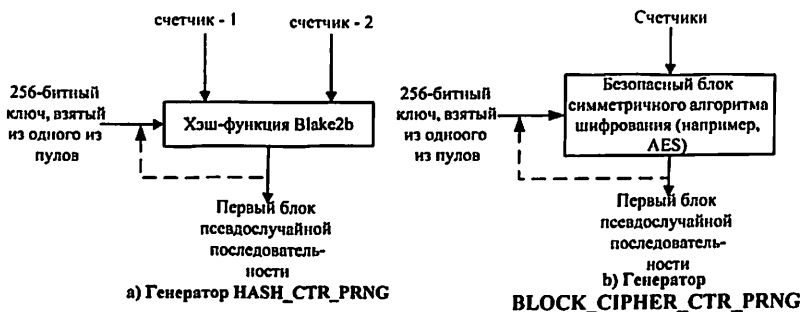 счетчик - 1
счетчик - 2
256-битный
ключ, взятый
из одного из
пулов
Хэш-функция Blake2b
Первый блок
псевдослучайной
последователь-
ности
a) Генератор HASH_CTR_PRNG
Счетчики
256-битный
ключ, взятый
из одноого из
пулов
Безопасный блок
симметричного алгоритма
шифрования (например,
AES)
Первый блок
псевдослучайной
последователь-
ности
b) Генератор
BLOCK_CIPHER_CTR_PRNG